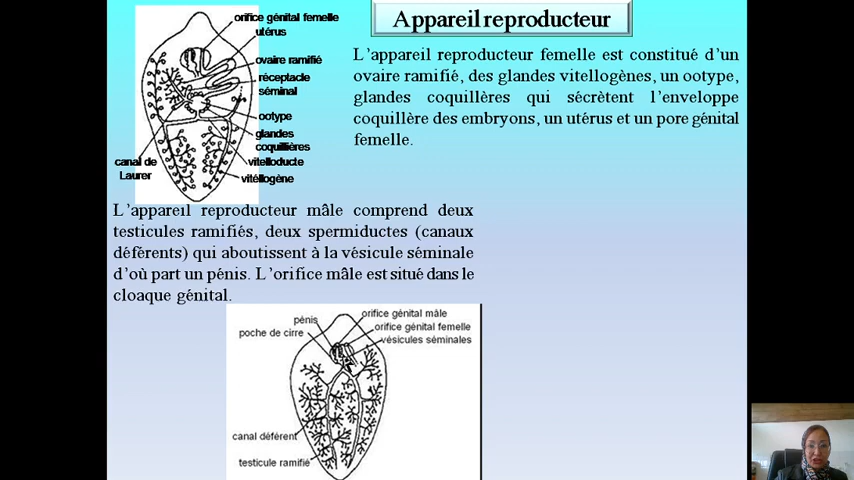 Appareil reproducteur
orifice génital femelle
utérus
ovaire ramifié
réceptacle
séminal
ootype
glandes
coquillières
vitelloducte
vitéllogène
canal de
Laurer
L'appareil reproducteur femelle est constitué d'un
ovaire ramifié, des glandes vitellogènes, un ootype,
glandes coquillères qui sécrètent l'enveloppe
coquillère des embryons, un utérus et un pore génital
femelle.
L'appareil reproducteur mâle comprend deux
testicules ramifiés, deux spermiductes (canaux
déférents) qui aboutissent à la vésicule séminale
d'où part un pénis. L'orifice mâle est situé dans le
cloaque génital.
orifice génital mâle
pènis
orifice génital femelle
poche de cirre
vésicules séminales
canal déférent
testicule ramifié